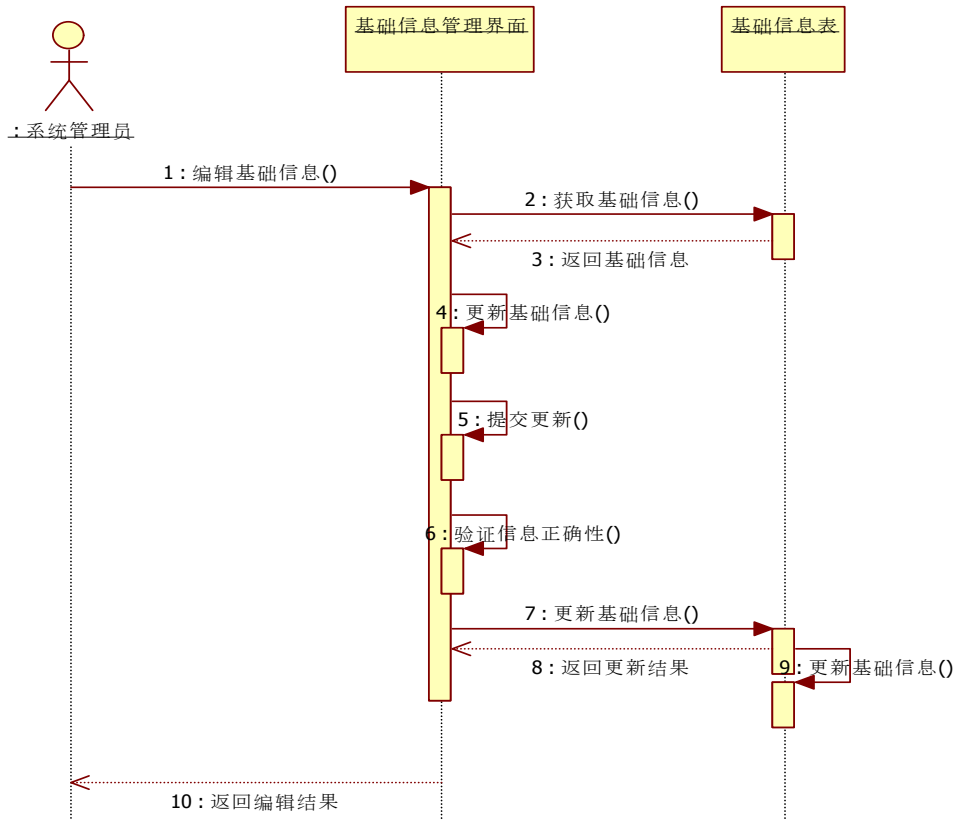 基础信息管理界面
基础信息表
:系统管理员
1 : 编辑基础信息()
2 : 获取基础信息()
3 : 返回基础信息
4 : 更新基础信息()
5 : 提交更新()
6 : 验证信息正确性()
7 : 更新基础信息()
8 : 返回更新结果
9 : 更新基础信息()
10 : 返回编辑结果